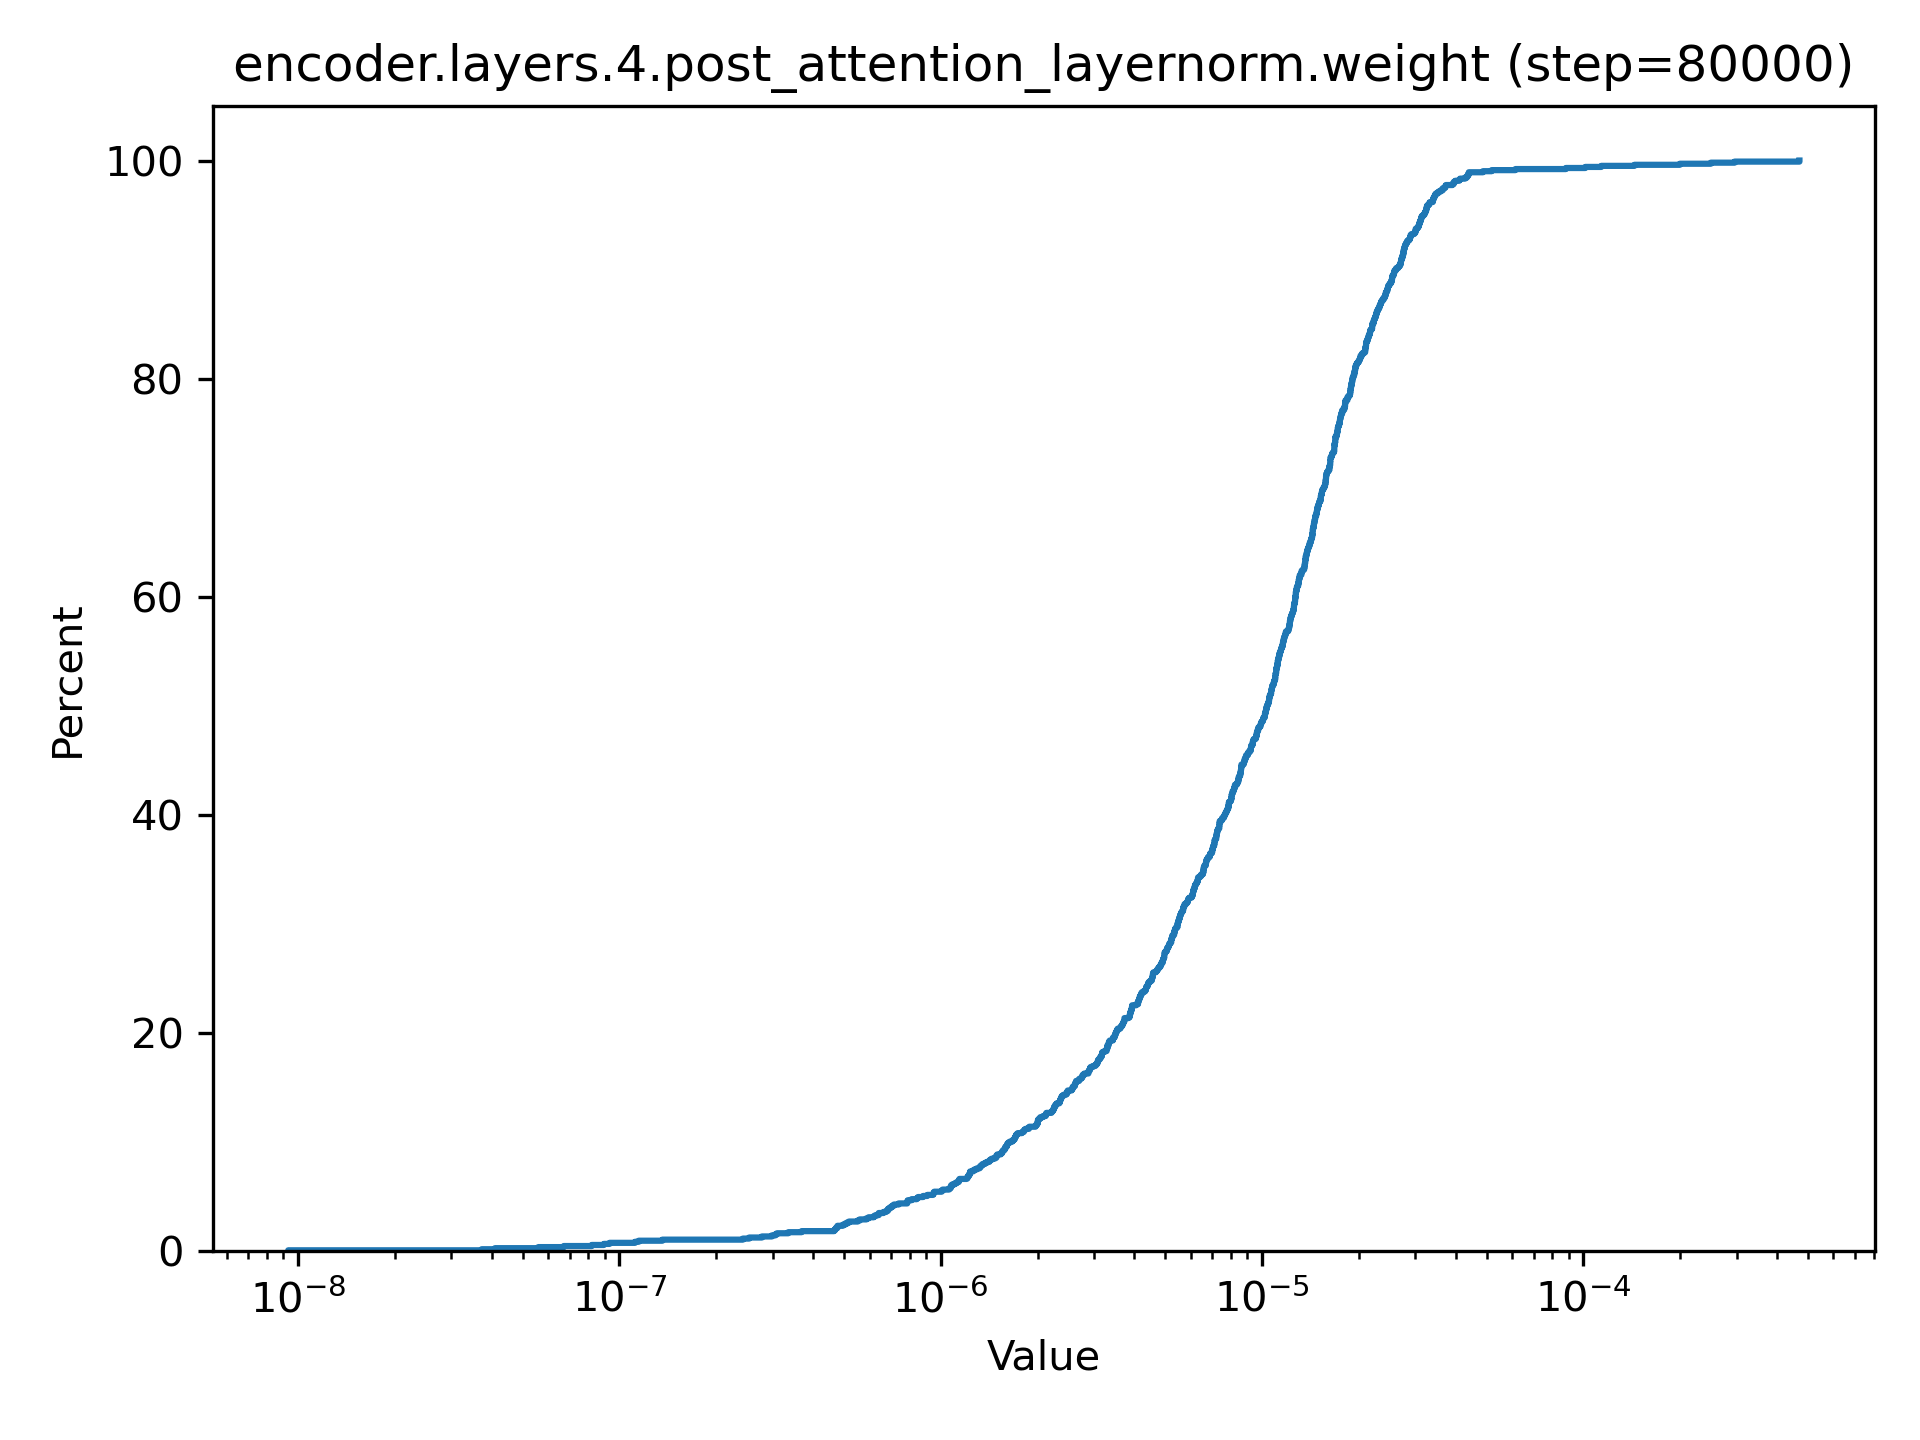 encoder.layers.4.post_attention_layernorm.weight (step=80000)
100
80
60
40
20
0
Percent
10⁻⁸ 10⁻⁷ 10⁻⁶ 10⁻⁵ 10⁻⁴
Value